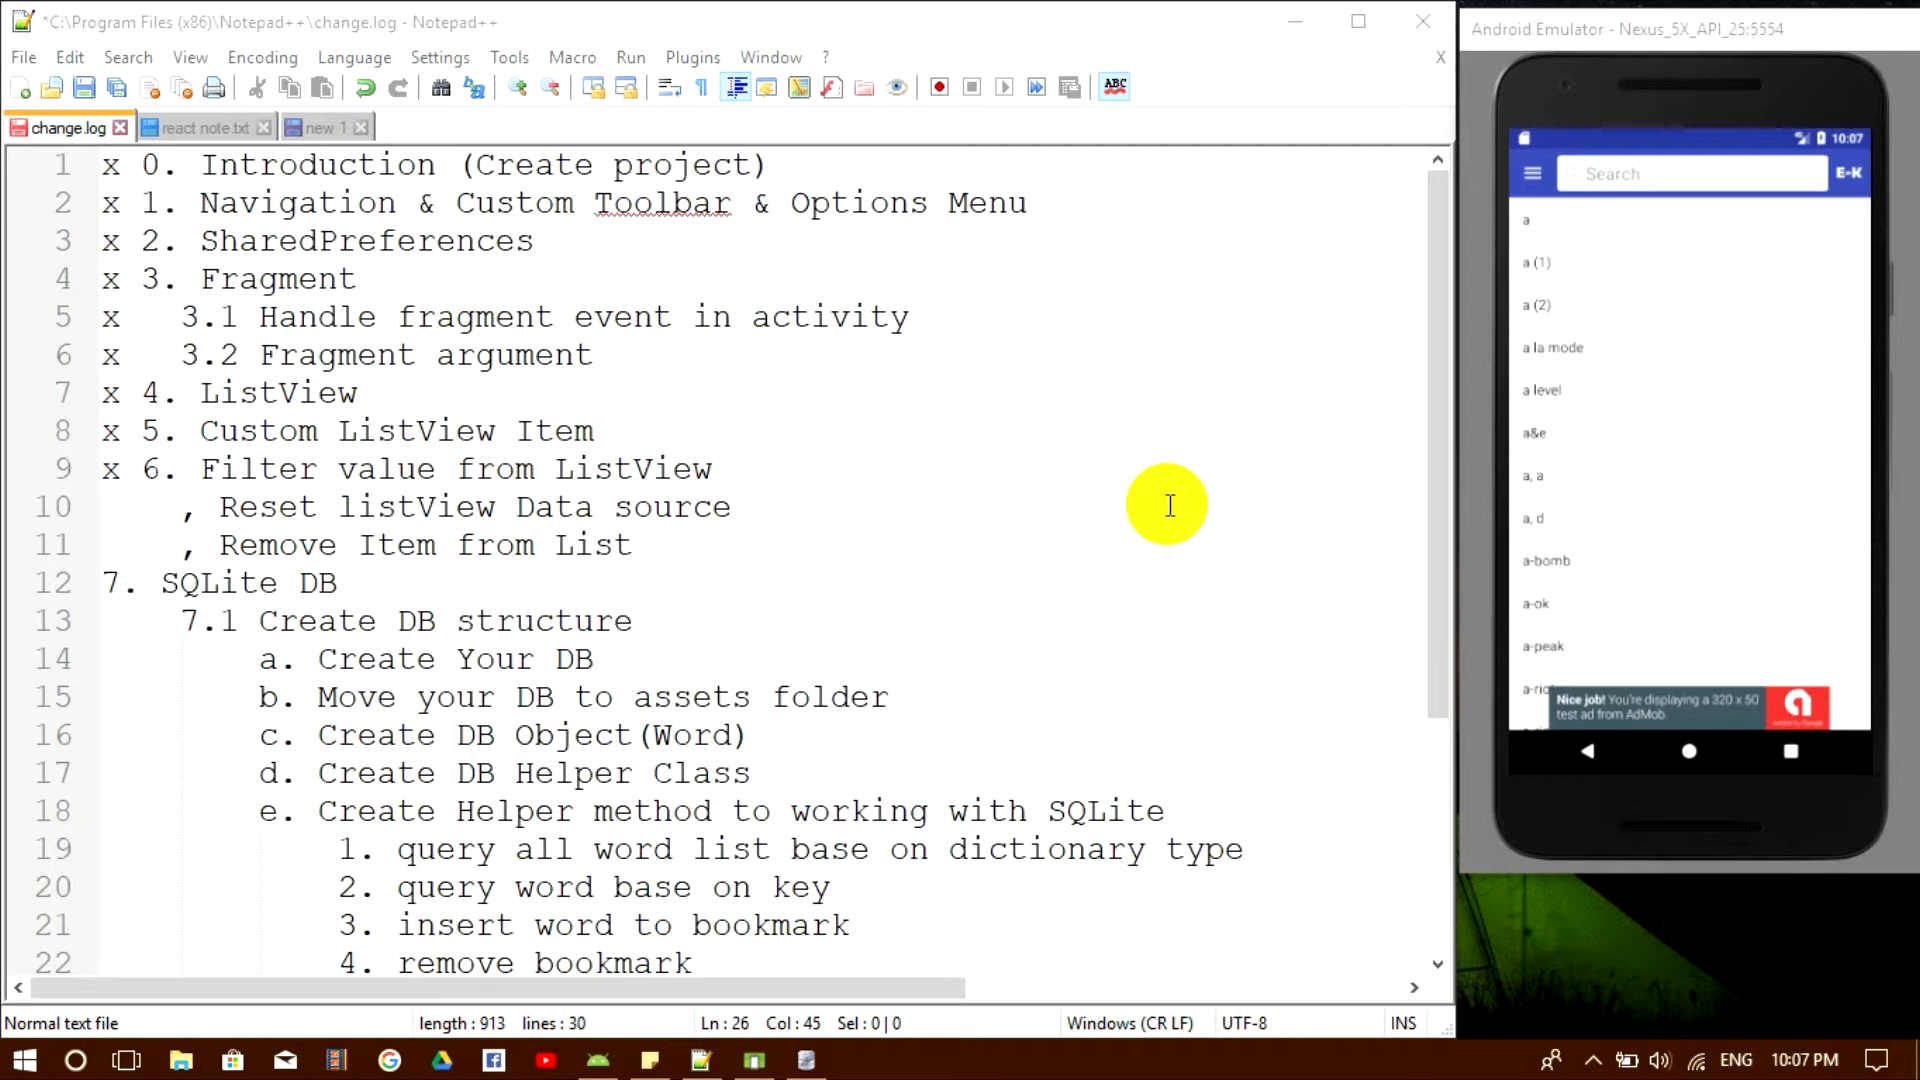 *C:\Program Files (x86)\Notepad++\change.log - Notepad++
File Edit Search View Encoding Language Settings Tools Macro Run Plugins Window ? X
ABC
change.log react note.txt new 1
1 x 0. Introduction (Create project)
2 x 1. Navigation & Custom Toolbar & Options Menu
3 x 2. SharedPreferences
4 x 3. Fragment
5 x 3.1 Handle fragment event in activity
6 x 3.2 Fragment argument
7 x 4. ListView
8 x 5. Custom ListView Item
9 x 6. Filter value from ListView
10 , Reset listView Data source
11 , Remove Item from List
12 7. SQLite DB
13 7.1 Create DB structure
14 a. Create Your DB
15 b. Move your DB to assets folder
16 c. Create DB Object(Word)
17 d. Create DB Helper Class
18 e. Create Helper method to working with SQLite
19 1. query all word list base on dictionary type
20 2. query word base on key
21 3. insert word to bookmark
22 4. remove bookmark
Normal text file length : 913 lines : 30 Ln : 26 Col : 45 Sel : 0 | 0 Windows (CR LF) UTF-8 INS
Android Emulator - Nexus_5X_API_25:5554
10:07
Search E-K
a
a (1)
a (2)
a la mode
a level
a&e
a, a
a, d
a-bomb
a-ok
a-peak
Nice job! You're displaying a 320 x 50
test ad from AdMob.
ENG 10:07 PM